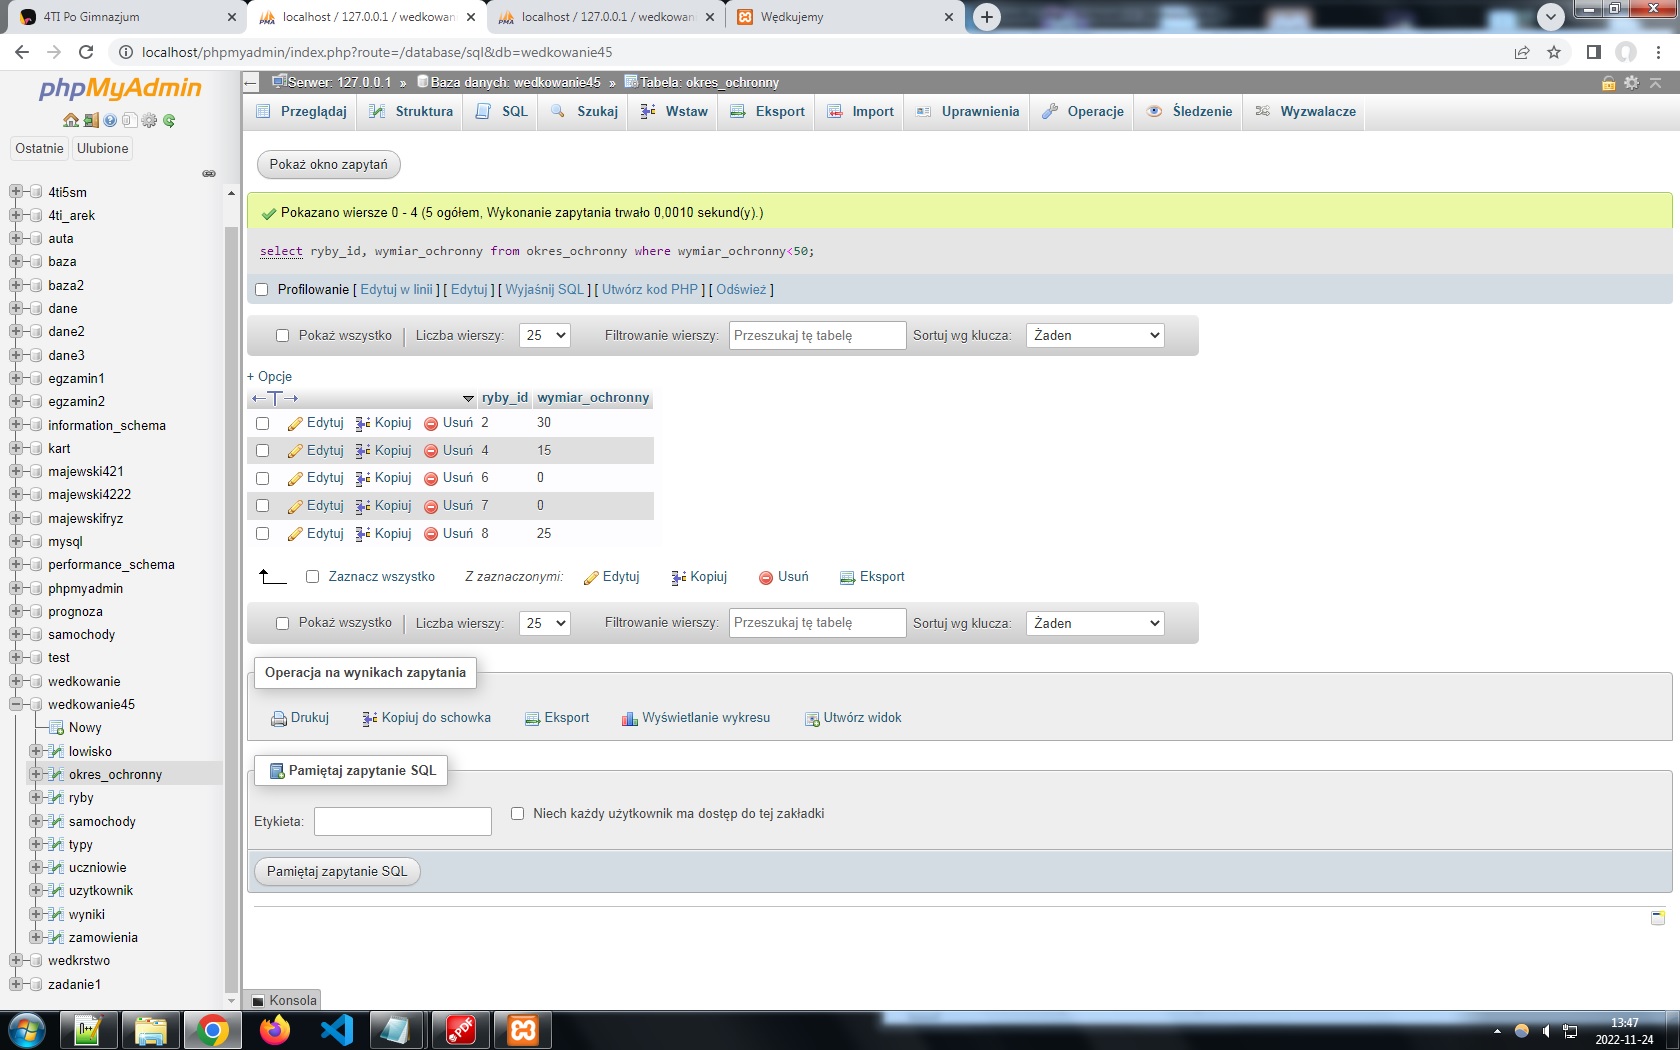 4TI Po Gimnazjum
localhost / 127.0.0.1 / wedkowan
localhost / 127.0.0.1 / wedkowan
Wędkujemy
localhost/phpmyadmin/index.php?route=/database/sql&db=wedkowanie45
phpMyAdmin
Ostatnie
Ulubione
4ti5sm
4ti_arek
auta
baza
baza2
dane
dane2
dane3
egzamin1
egzamin2
information_schema
kart
majewski421
majewski4222
majewskifryz
mysql
performance_schema
phpmyadmin
prognoza
samochody
test
wedkowanie
wedkowanie45
Nowy
lowisko
okres_ochronny
ryby
samochody
typy
uczniowie
uzytkownik
wyniki
zamowienia
wedkrstwo
zadanie1
Serwer: 127.0.0.1 » Baza danych: wedkowanie45 » Tabela: okres_ochronny
Przeglądaj Struktura SQL Szukaj Wstaw Eksport Import Uprawnienia Operacje Śledzenie Wyzwalacze
Pokaż okno zapytań
Pokazano wiersze 0 - 4 (5 ogółem, Wykonanie zapytania trwało 0,0010 sekund(y).)
select ryby_id, wymiar_ochronny from okres_ochronny where wymiar_ochronny<50;
Profilowanie [ Edytuj w linii ] [ Edytuj ] [ Wyjaśnij SQL ] [ Utwórz kod PHP ] [ Odśwież ]
Pokaż wszystko Liczba wierszy: 25 Filtrowanie wierszy: Przeszukaj tę tabelę Sortuj wg klucza: Żaden
+ Opcje
ryby_id wymiar_ochronny
Edytuj Kopiuj Usuń 2 30
Edytuj Kopiuj Usuń 4 15
Edytuj Kopiuj Usuń 6 0
Edytuj Kopiuj Usuń 7 0
Edytuj Kopiuj Usuń 8 25
Zaznacz wszystko Z zaznaczonymi: Edytuj Kopiuj Usuń Eksport
Pokaż wszystko Liczba wierszy: 25 Filtrowanie wierszy: Przeszukaj tę tabelę Sortuj wg klucza: Żaden
Operacja na wynikach zapytania
Drukuj Kopiuj do schowka Eksport Wyświetlanie wykresu Utwórz widok
Pamiętaj zapytanie SQL
Etykieta: Niech każdy użytkownik ma dostęp do tej zakładki
Pamiętaj zapytanie SQL
Konsola
13:47
2022-11-24